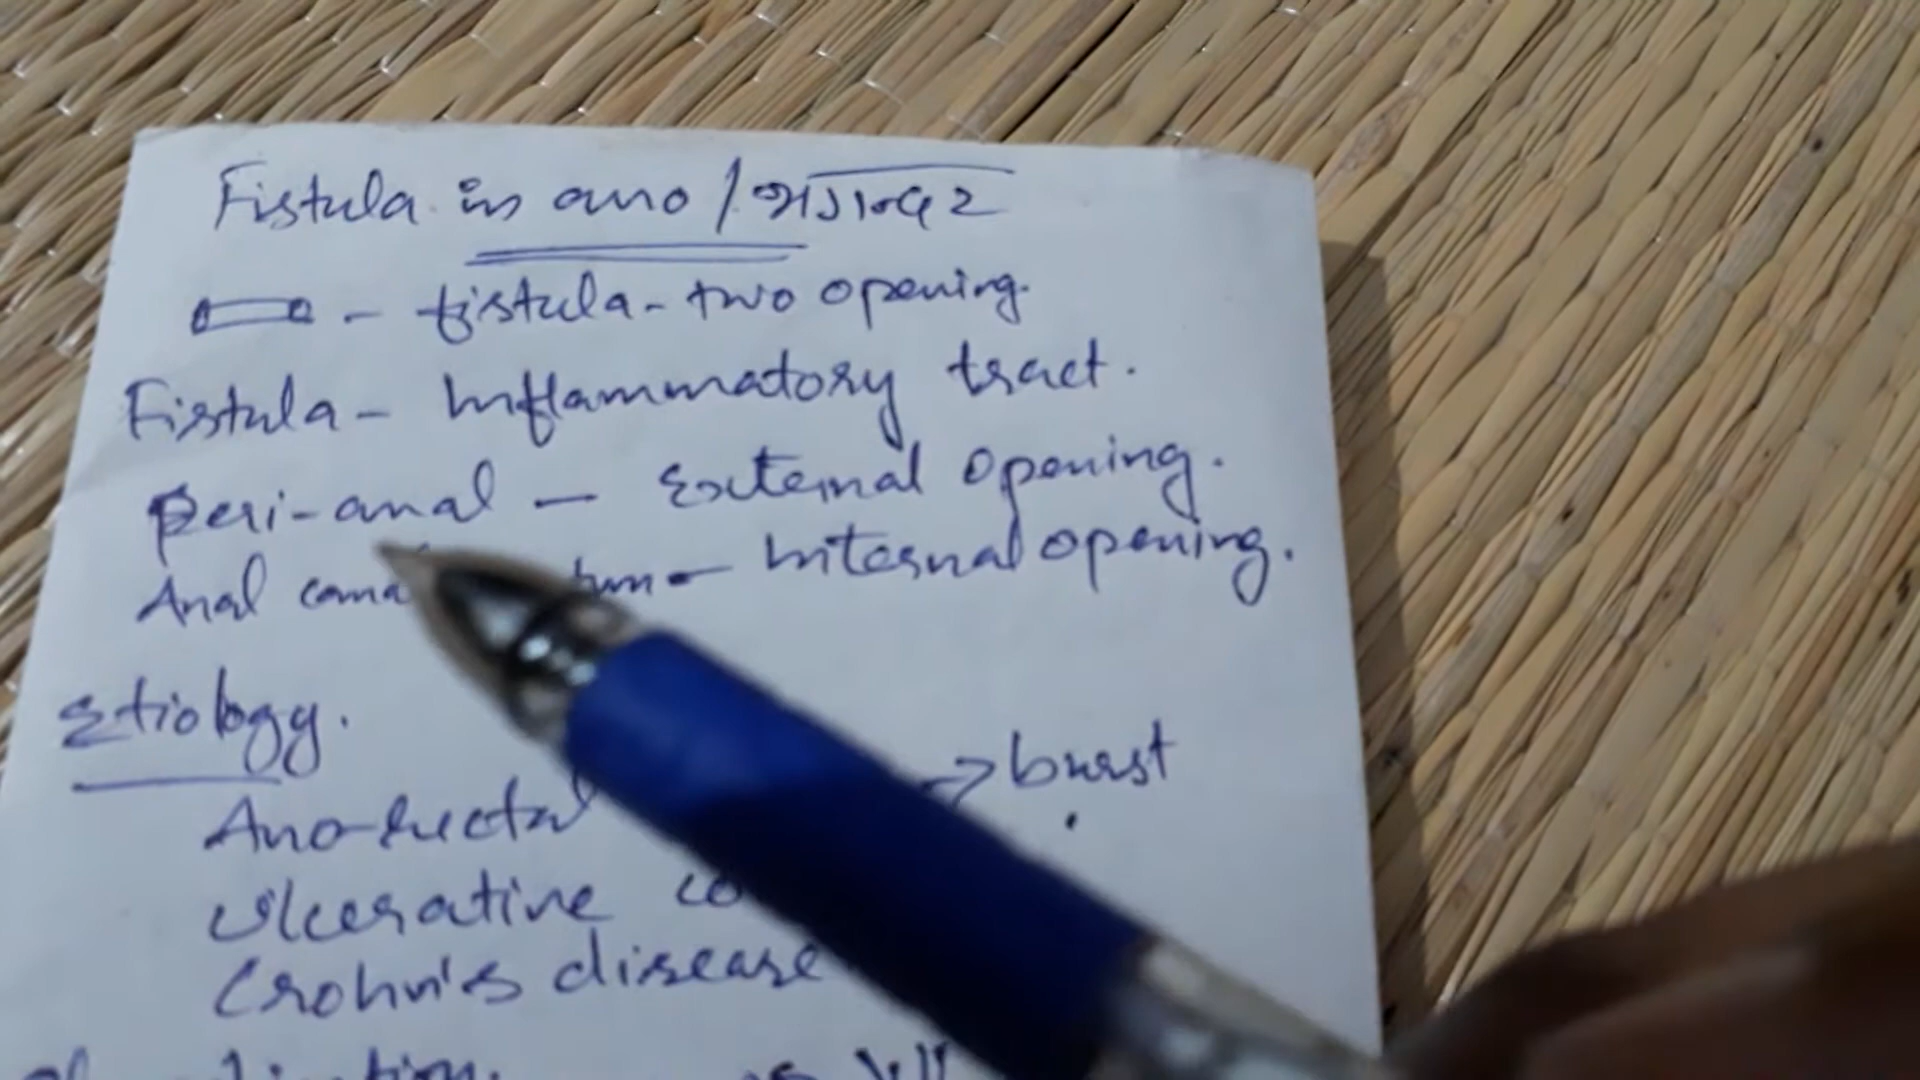 Fistula in ano / ভগন্দর
- fistula - two opening.
Fistula - Inflammatory tract.
Peri-anal - External opening.
Anal - Internal opening.
Etiology.
Ano-rectal → burst
Ulcerative
Crohn's disease